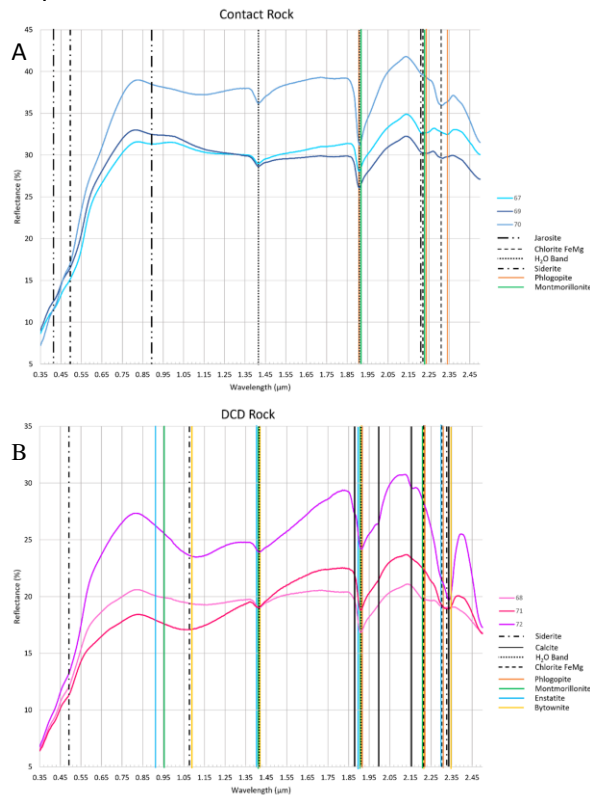 Contact Rock
A
45
40
35
30
25
20
15
10
5
Reflectance (%)
0.35 0.45 0.55 0.65 0.75 0.85 0.95 1.05 1.15 1.25 1.35 1.45 1.55 1.65 1.75 1.85 1.95 2.05 2.15 2.25 2.35 2.45
Wavelength (μm)
67
69
70
Jarosite
Chlorite FeMg
H₂O Band
Siderite
Phlogopite
Montmorillonite
DCD Rock
B
35
30
25
20
15
10
5
Reflectance (%)
0.35 0.45 0.55 0.65 0.75 0.85 0.95 1.05 1.15 1.25 1.35 1.45 1.55 1.65 1.75 1.85 1.95 2.05 2.15 2.25 2.35 2.45
Wavelength (μm)
68
71
72
Siderite
Calcite
H₂O Band
Chlorite FeMg
Phlogopite
Montmorillonite
Enstatite
Bytownite